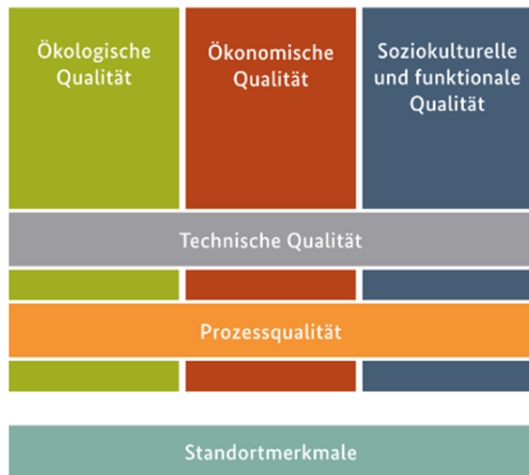 Ökologische
Qualität
Ökonomische
Qualität
Soziokulturelle
und funktionale
Qualität
Technische Qualität
Prozessqualität
Standortmerkmale